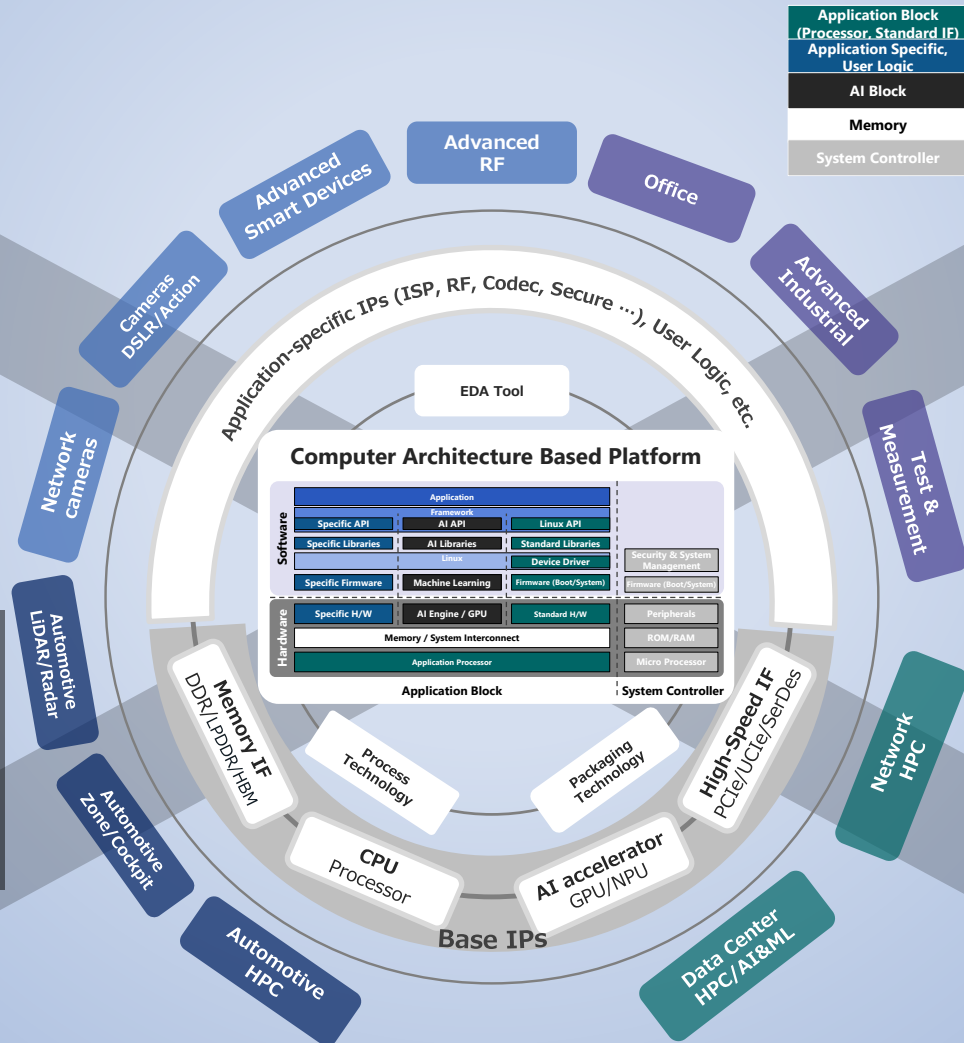 Application Block
(Processor, Standard IF)
Application Specific,
User Logic
AI Block
Memory
System Controller
Advanced
RF
Advanced
Smart Devices
Office
Cameras
DSLR/Action
Advanced
Industrial
Network
cameras
Test &
Measurement
Automotive
LiDAR/Radar
Network
HPC
Automotive
Zone/Cockpit
Automotive
HPC
Data Center
HPC/AI&ML
Application-specific IPs (ISP, RF, Codec, Secure ⋯), User Logic, etc.
EDA Tool
Computer Architecture Based Platform
Software
Application
Framework
Specific API
AI API
Linux API
Specific Libraries
AI Libraries
Standard Libraries
Linux
Device Driver
Security & System
Management
Specific Firmware
Machine Learning
Firmware (Boot/System)
Firmware (Boot/System)
Hardware
Specific H/W
AI Engine / GPU
Standard H/W
Peripherals
Memory / System Interconnect
ROM/RAM
Application Processor
Micro Processor
Application Block
System Controller
Process
Technology
Packaging
Technology
Memory IF
DDR/LPDDR/HBM
High-Speed IF
PCIe/UCIe/SerDes
CPU
Processor
AI accelerator
GPU/NPU
Base IPs